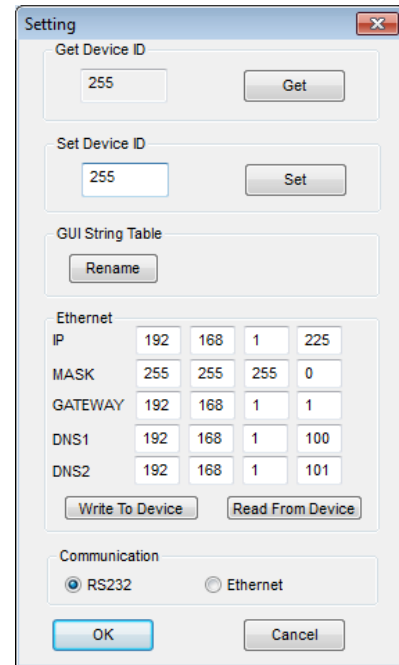 Setting
Get Device ID
255 Get
Set Device ID
255 Set
GUI String Table
Rename
Ethernet
IP 192 168 1 225
MASK 255 255 255 0
GATEWAY 192 168 1 1
DNS1 192 168 1 100
DNS2 192 168 1 101
Write To Device Read From Device
Communication
RS232 Ethernet
OK Cancel